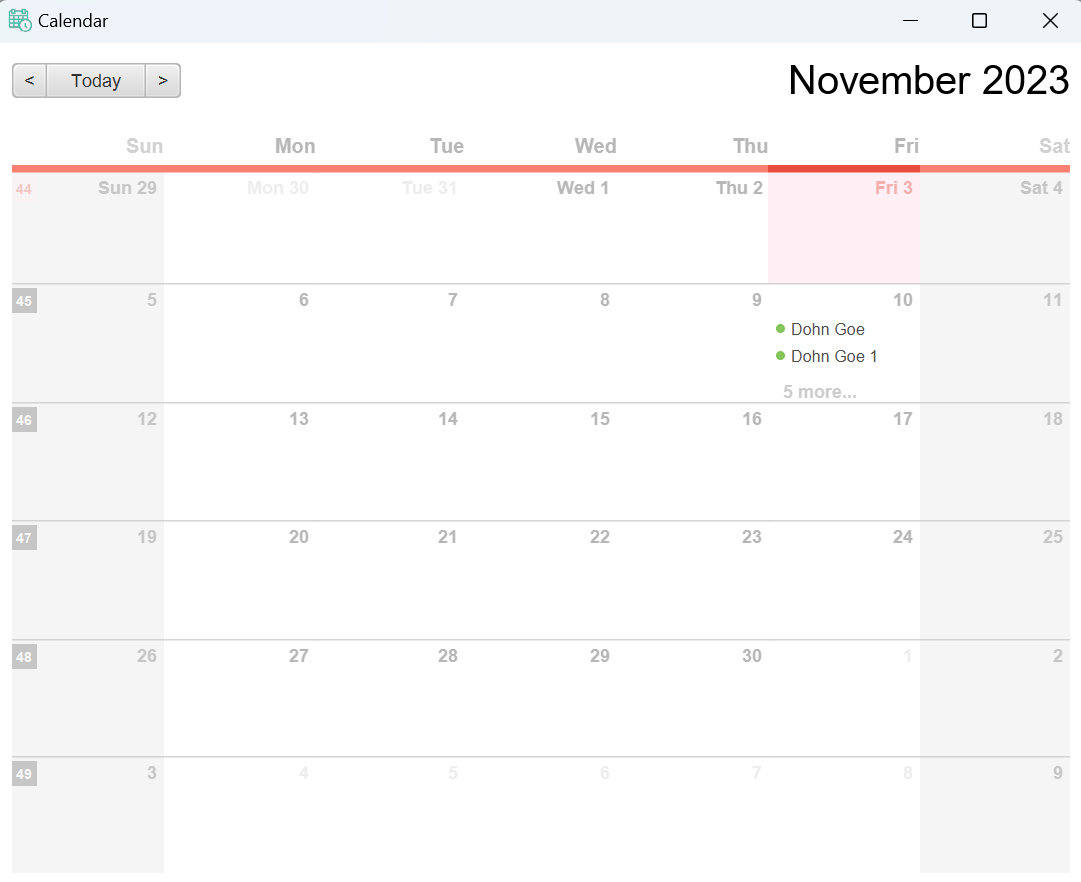 Calendar
< Today >
November 2023
Sun Mon Tue Wed Thu Fri Sat
44 Sun 29 Mon 30 Tue 31 Wed 1 Thu 2 Fri 3 Sat 4
45 5 6 7 8 9 10 11
Dohn Goe
Dohn Goe 1
5 more...
46 12 13 14 15 16 17 18
47 19 20 21 22 23 24 25
48 26 27 28 29 30 1 2
49 3 4 5 6 7 8 9